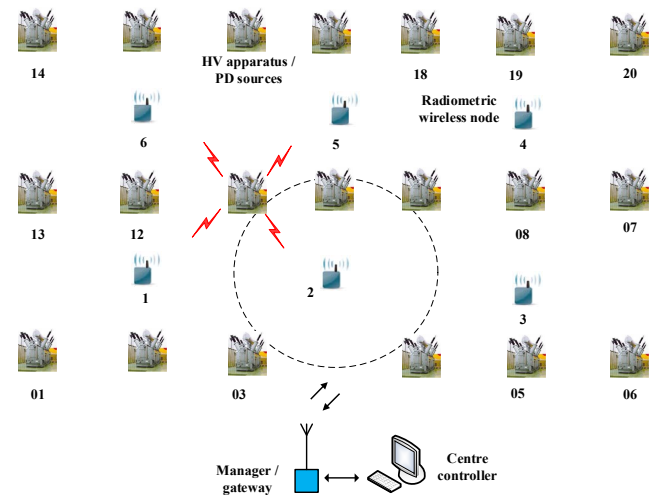 HV apparatus /
PD sources
14
18
19
20
Radiometric
wireless node
6
5
4
13
12
08
07
1
2
3
01
03
05
06
Manager /
gateway
Centre
controller